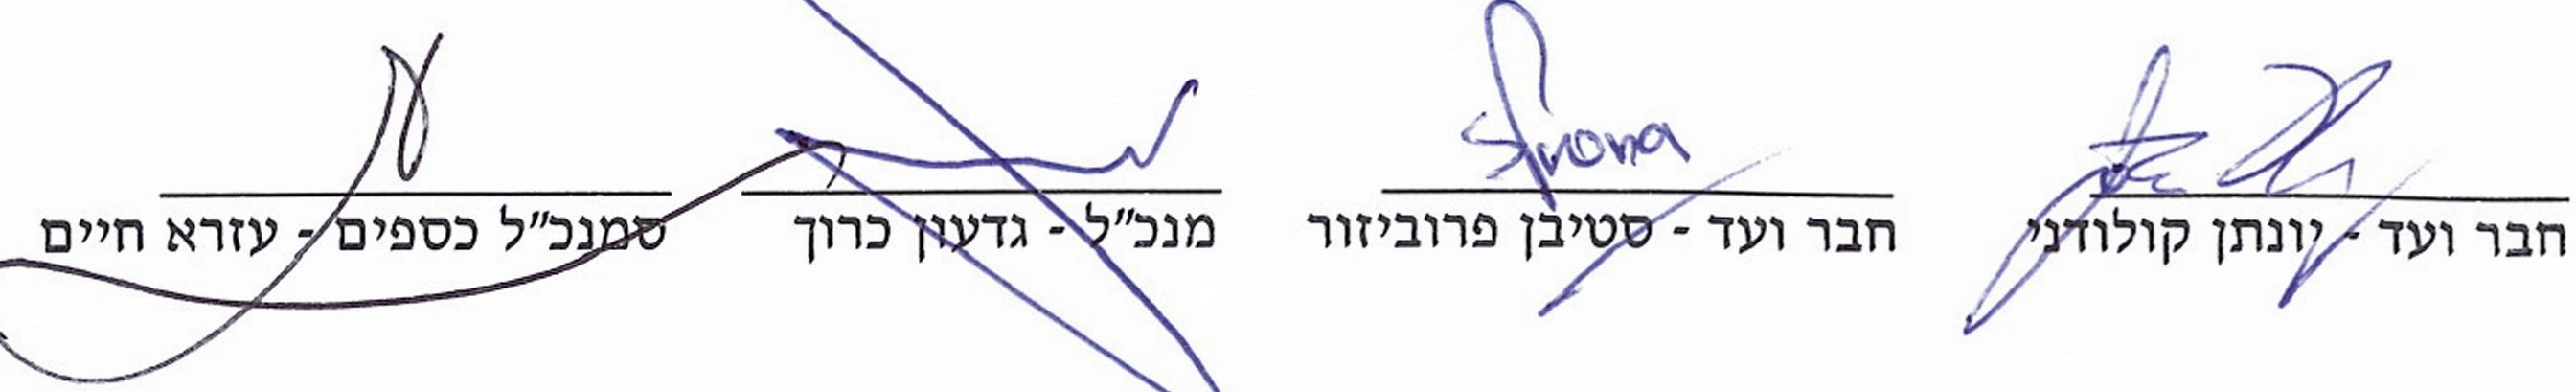 חבר ועד - יונתן קולודני
חבר ועד - סטיבן פרוביזור
מנכ"ל - גדעון כרוך
סמנכ"ל כספים - עזרא חיים